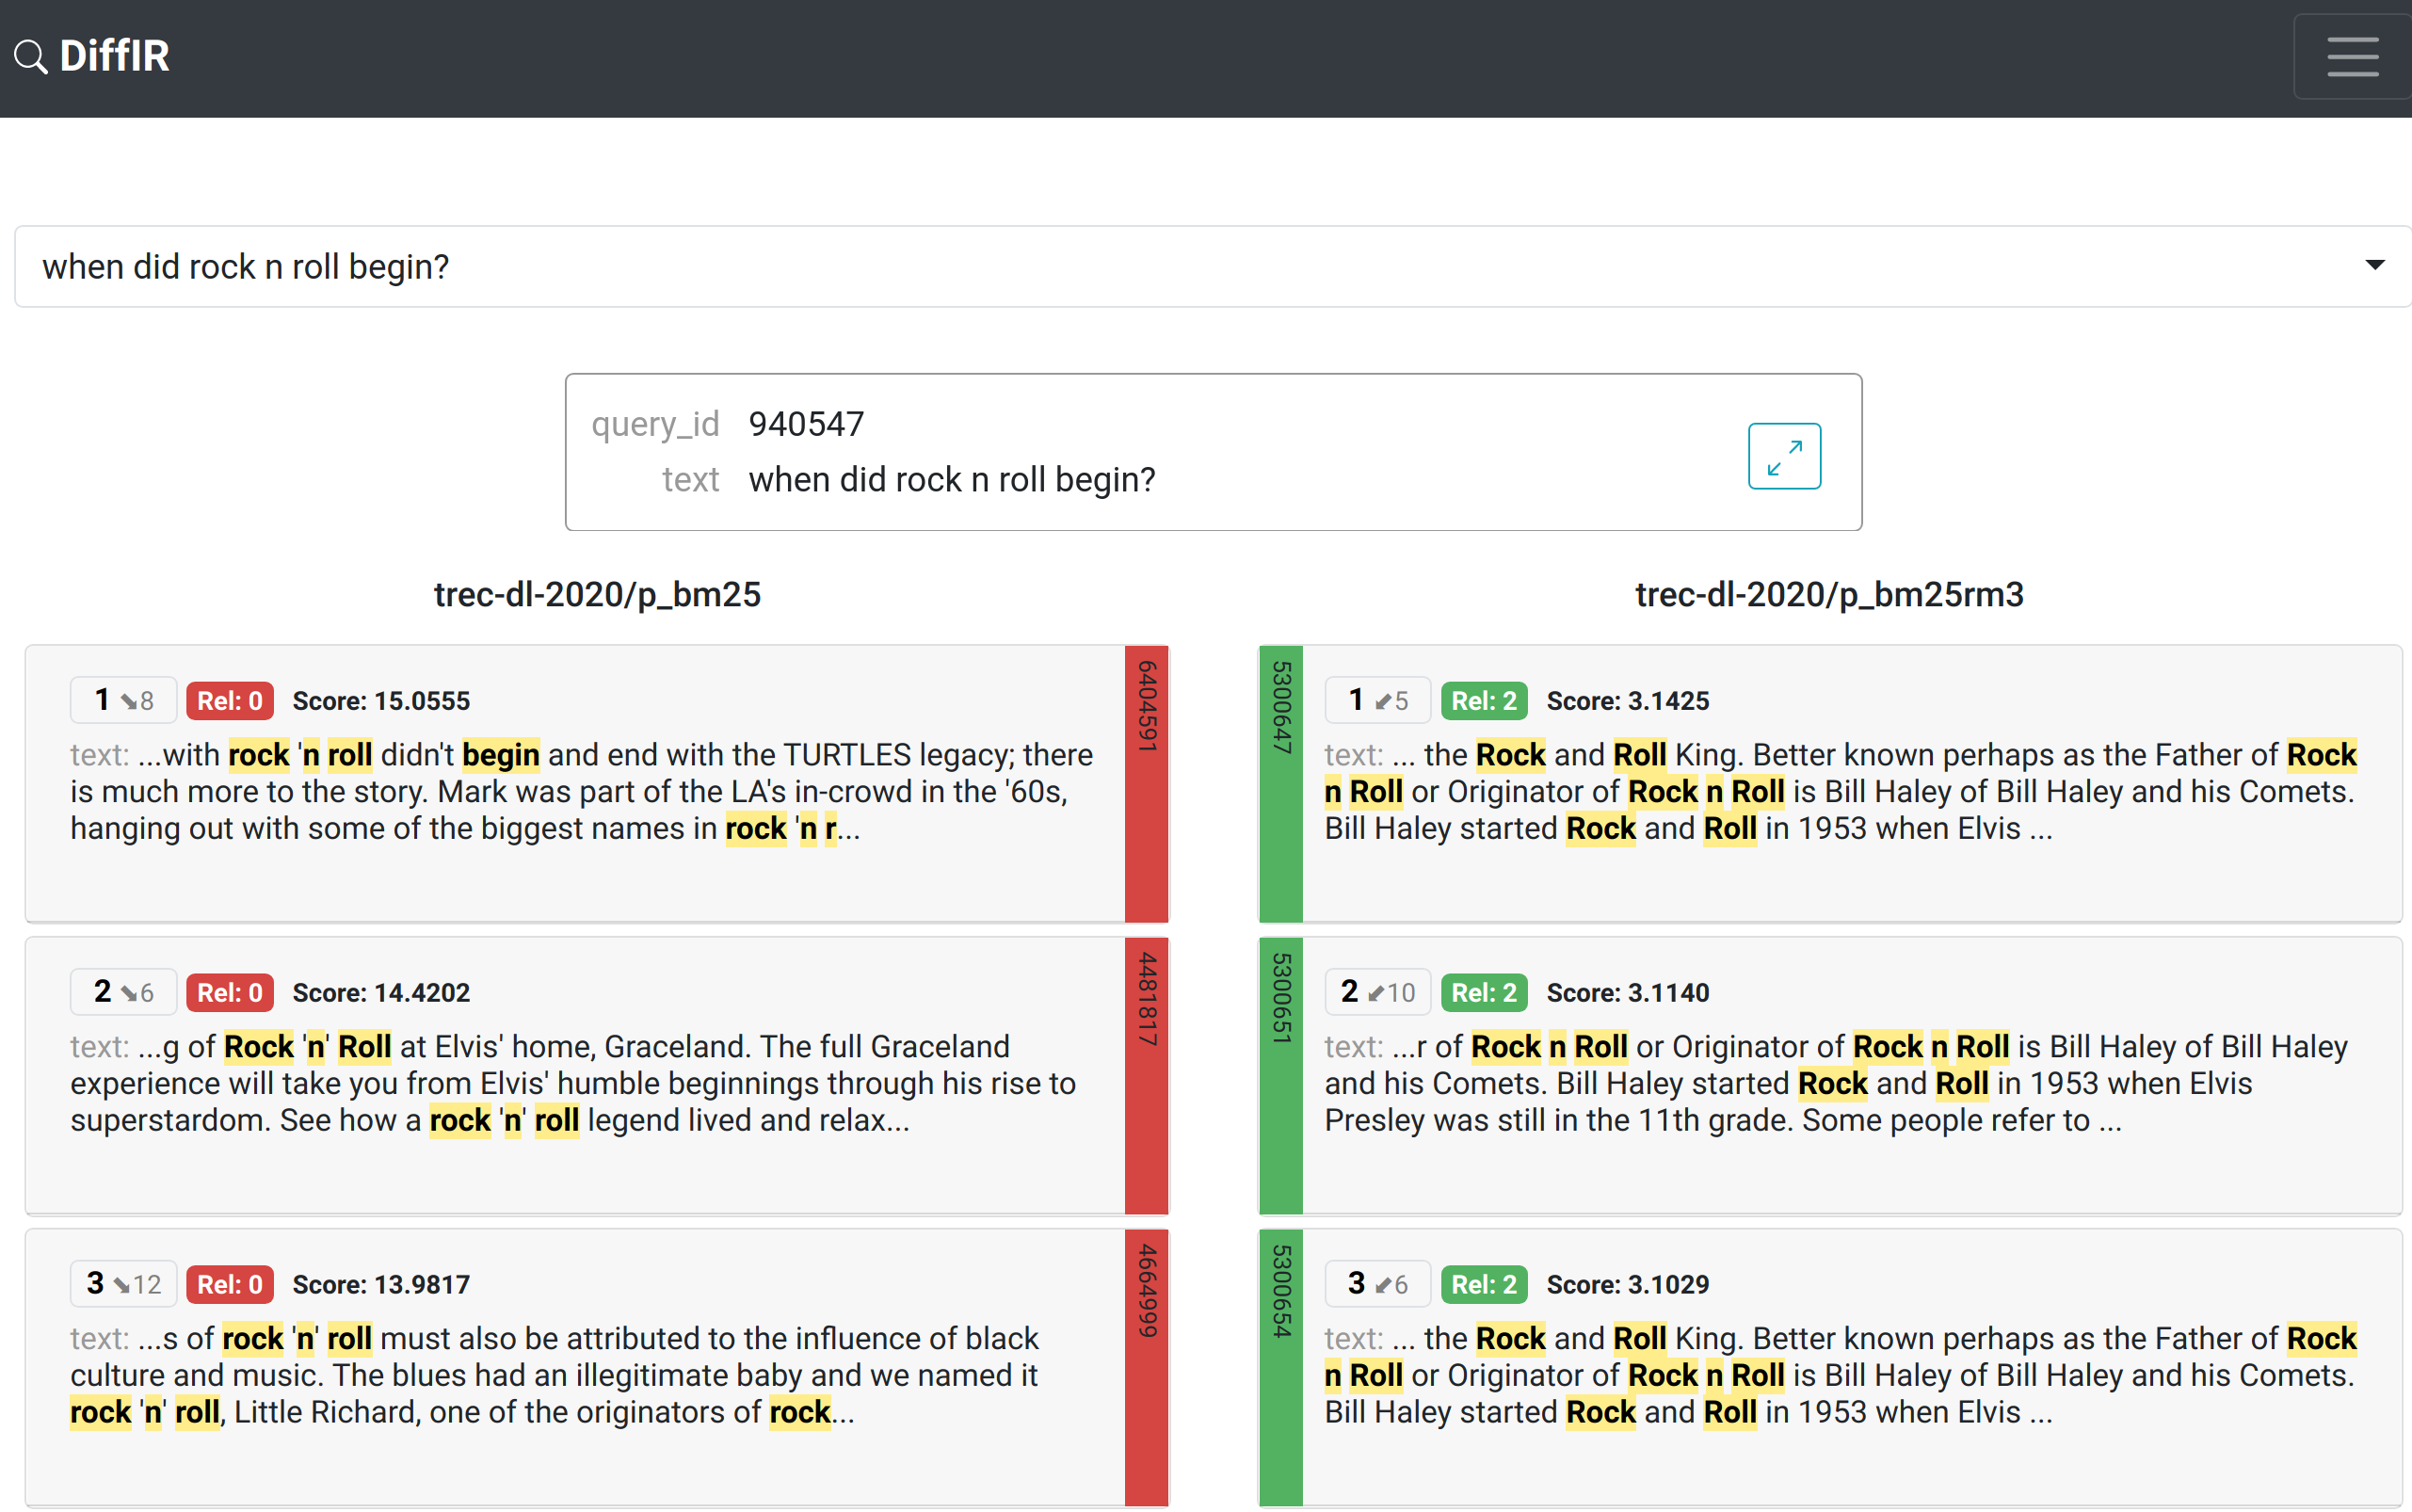 DiffIR
when did rock n roll begin?
query_id 940547
text when did rock n roll begin?
trec-dl-2020/p_bm25
1 ⬊8 Rel: 0 Score: 15.0555
text: ...with rock 'n roll didn't begin and end with the TURTLES legacy; there
is much more to the story. Mark was part of the LA's in-crowd in the '60s,
hanging out with some of the biggest names in rock 'n r...
6404591
2 ⬊6 Rel: 0 Score: 14.4202
text: ...g of Rock 'n' Roll at Elvis' home, Graceland. The full Graceland
experience will take you from Elvis' humble beginnings through his rise to
superstardom. See how a rock 'n' roll legend lived and relax...
4481817
3 ⬊12 Rel: 0 Score: 13.9817
text: ...s of rock 'n' roll must also be attributed to the influence of black
culture and music. The blues had an illegitimate baby and we named it
rock 'n' roll, Little Richard, one of the originators of rock...
4664999
trec-dl-2020/p_bm25rm3
5300647
1 ⬋5 Rel: 2 Score: 3.1425
text: ... the Rock and Roll King. Better known perhaps as the Father of Rock
n Roll or Originator of Rock n Roll is Bill Haley of Bill Haley and his Comets.
Bill Haley started Rock and Roll in 1953 when Elvis ...
5300651
2 ⬋10 Rel: 2 Score: 3.1140
text: ...r of Rock n Roll or Originator of Rock n Roll is Bill Haley of Bill Haley
and his Comets. Bill Haley started Rock and Roll in 1953 when Elvis
Presley was still in the 11th grade. Some people refer to ...
5300654
3 ⬋6 Rel: 2 Score: 3.1029
text: ... the Rock and Roll King. Better known perhaps as the Father of Rock
n Roll or Originator of Rock n Roll is Bill Haley of Bill Haley and his Comets.
Bill Haley started Rock and Roll in 1953 when Elvis ...